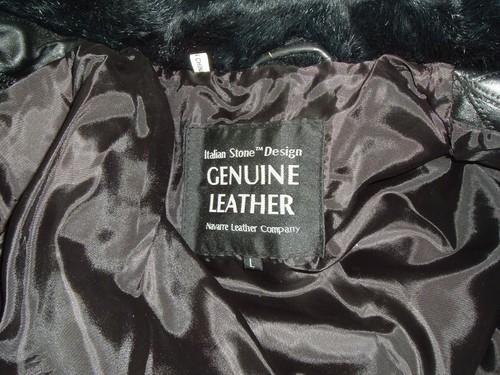 Italian Stone™ Design
GENUINE
LEATHER
Navarre Leather Company
L